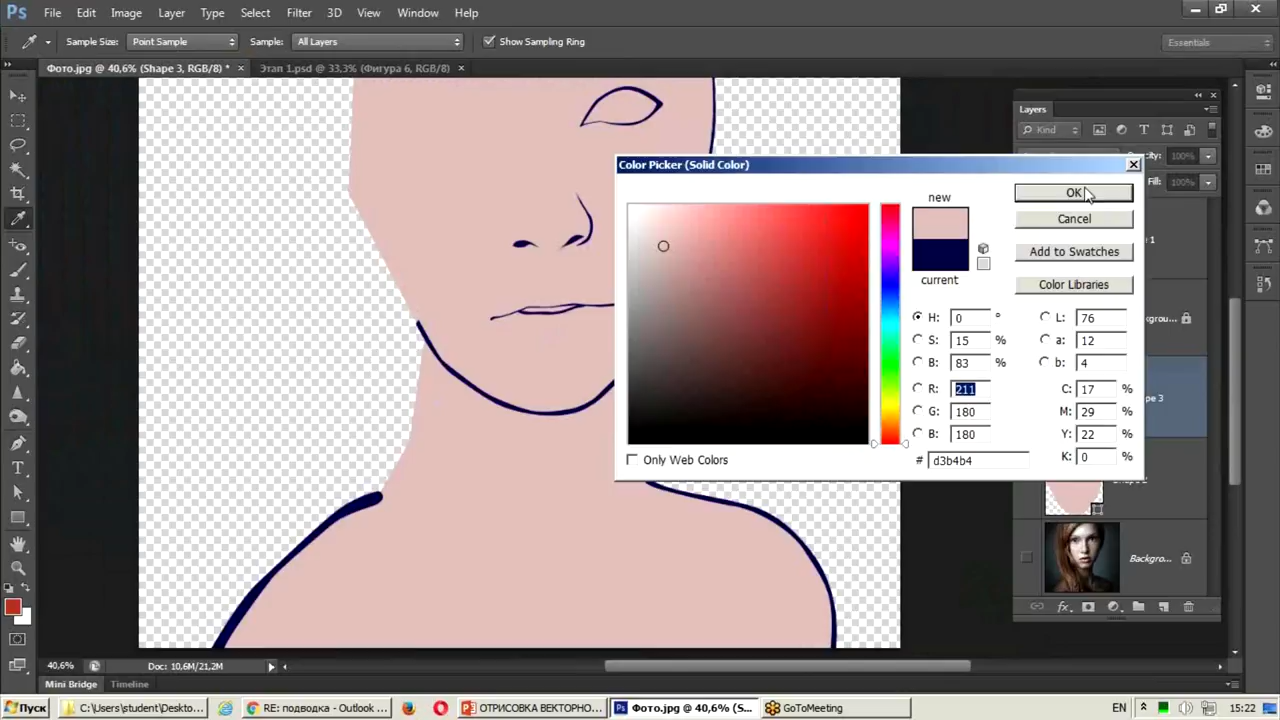 Ps File Edit Image Layer Type Select Filter 3D View Window Help
Sample Size: Point Sample Sample: All Layers Show Sampling Ring Essentials
Фото.jpg @ 40,6% (Shape 3, RGB/8) * × Этап 1.psd @ 33,3% (Фигура 6, RGB/8) ×
Layers
Kind
Opacity: 100%
Fill: 100%
Color Picker (Solid Color)
new
current
OK
Cancel
Add to Swatches
Color Libraries
H: 0 ° L: 76
S: 15 % a: 12
B: 83 % b: 4
R: 211 C: 17 %
G: 180 M: 29 %
B: 180 Y: 22 %
# d3b4b4 K: 0 %
Only Web Colors
Backgro...
40,6% Doc: 10,6M/21,2M
Mini Bridge Timeline
Пуск C:\Users\student\Deskto... RE: подводка - Outlook ... ОТРИСОВКА ВЕКТОРНО... Фото.jpg @ 40,6% (S... GoToMeeting EN 15:22